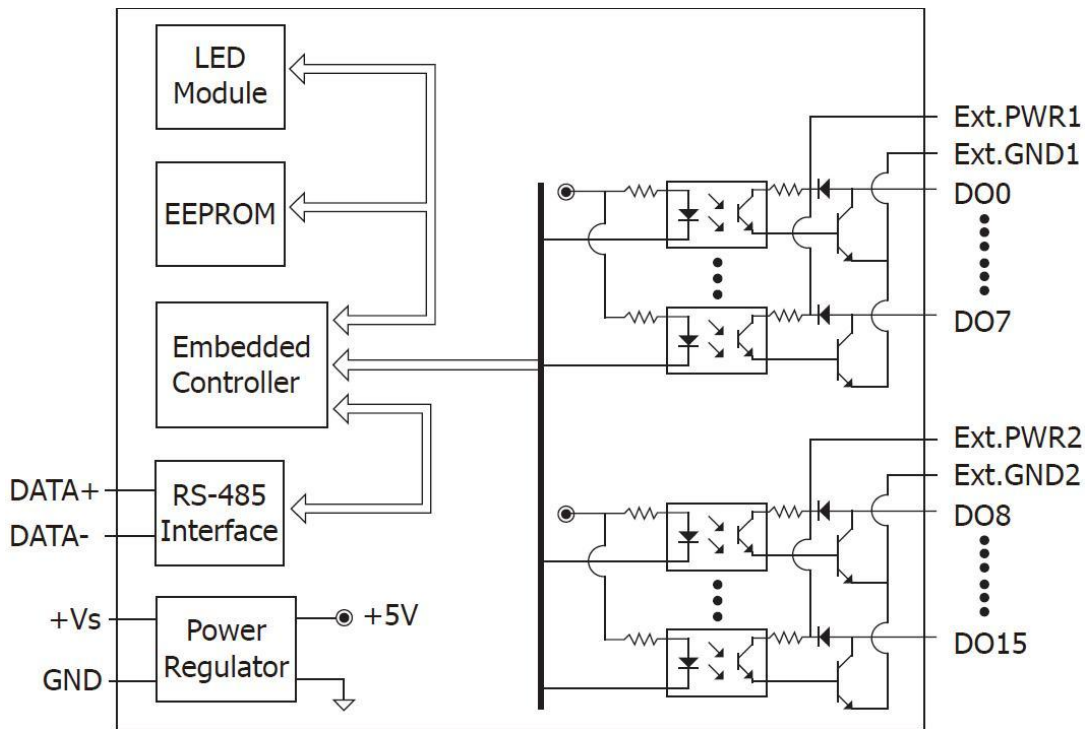 LED
Module
EEPROM
Embedded
Controller
DATA+
DATA-
RS-485
Interface
+Vs
GND
Power
Regulator
+5V
Ext.PWR1
Ext.GND1
DO0
DO7
Ext.PWR2
Ext.GND2
DO8
DO15